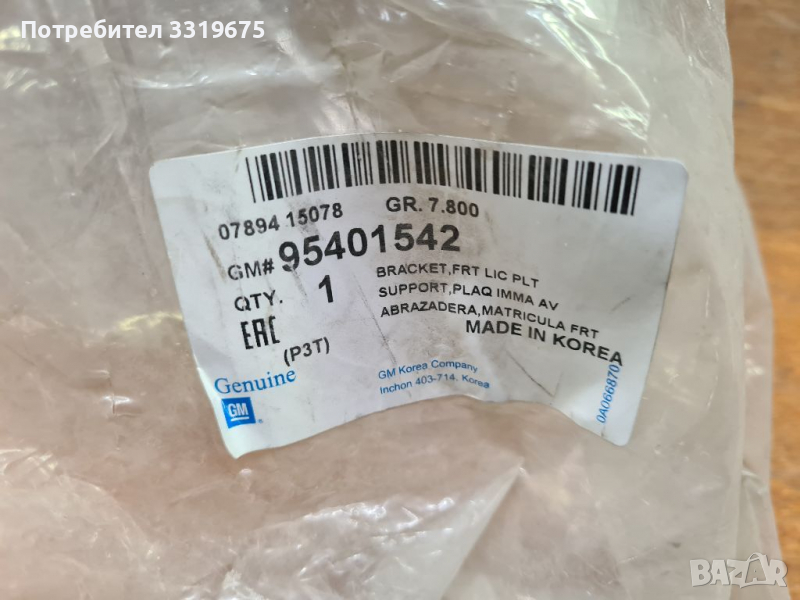 Потребител 3319675
07894 15078 GR. 7.800
GM# 95401542
QTY. 1
BRACKET,FRT LIC PLT
SUPPORT,PLAQ IMMA AV
ABRAZADERA,MATRICULA FRT
MADE IN KOREA
EAC
(P3T)
Genuine
GM
GM Korea Company
Inchon 403-714, Korea
0A066870
BAZAR